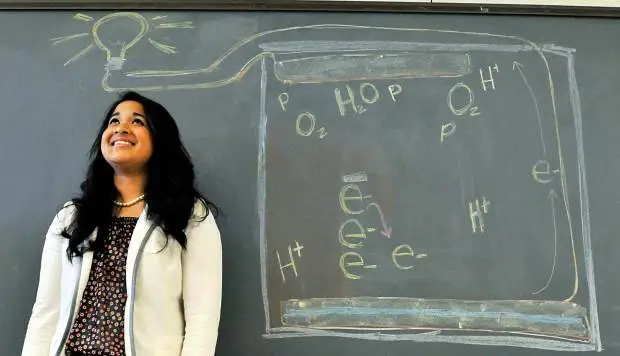 H+
P H₂O P O₂
O₂ P
e-
e-
H+
e-
H+ e- e-